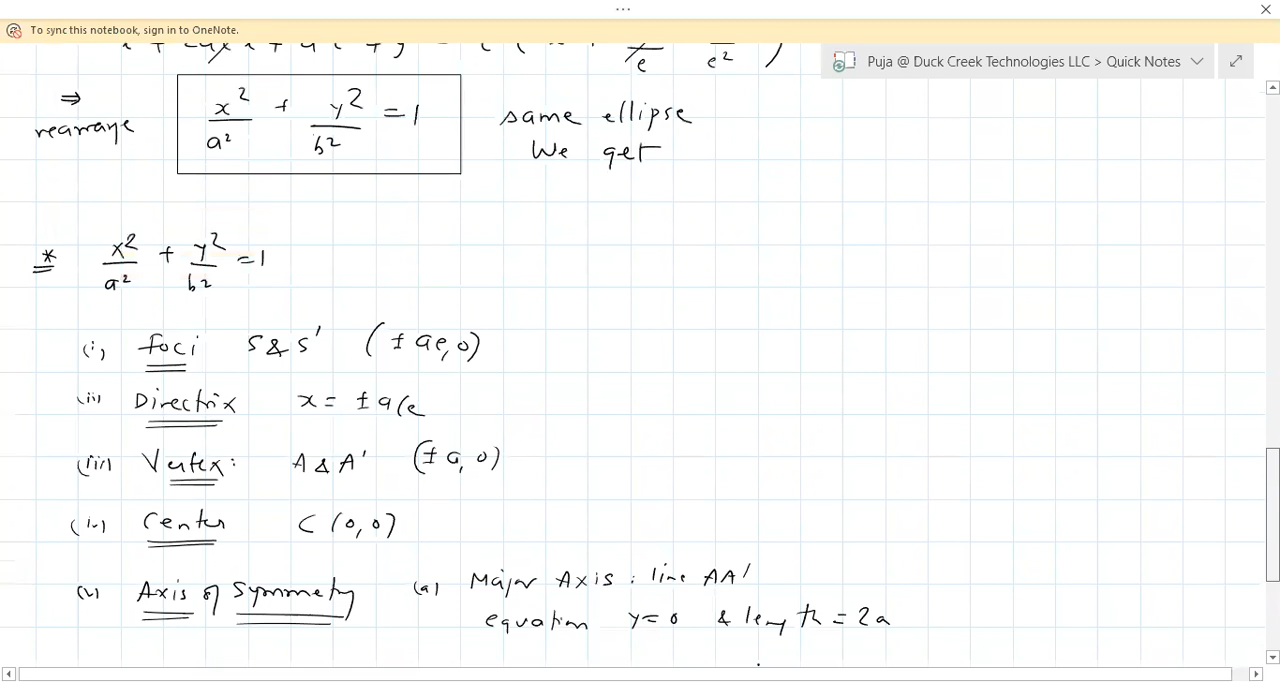 To sync this notebook, sign in to OneNote.
Puja @ Duck Creek Technologies LLC > Quick Notes
⇒ rearrange x²/a² + y²/b² = 1 same ellipse
We get
* x²/a² + y²/b² = 1
(i) foci S & S' (± ae, 0)
(ii) Directrix x = ± a/e
(iii) Vertex: A & A' (± a, 0)
(iv) Center C (0, 0)
(v) Axis of Symmetry (a) Major Axis : line AA'
equation y = 0 & length = 2a